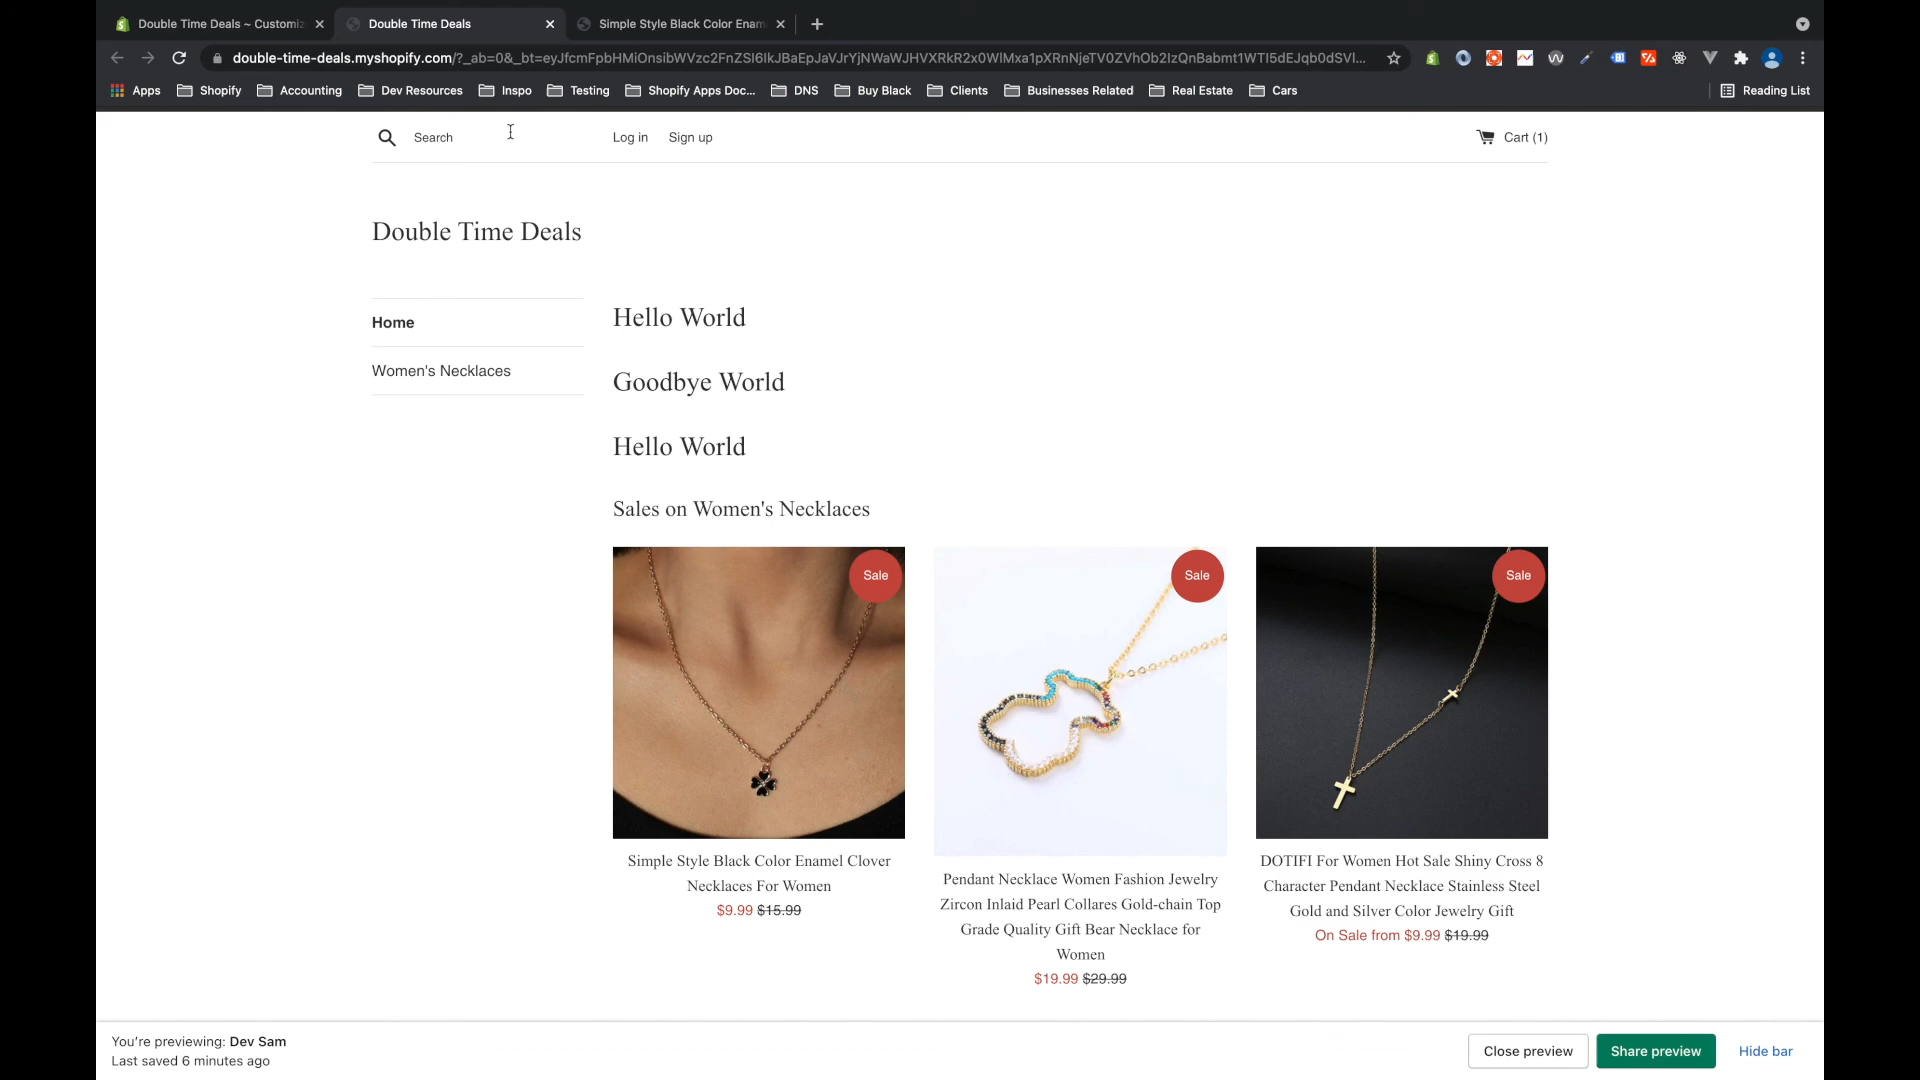 Double Time Deals ~ Customiz
Double Time Deals
Simple Style Black Color Enam
double-time-deals.myshopify.com/?_ab=0&_bt=eyJfcmFpbHMiOnsibWVzc2FnZSI6IkJBaEpJaVJrYjNWaWJHVXRkR2x0WlMxa1pXRnNjeTV0ZVhOb2IzQnBabmt1WTI5dEJqb0dSVl...
Apps
Shopify
Accounting
Dev Resources
Inspo
Testing
Shopify Apps Doc...
DNS
Buy Black
Clients
Businesses Related
Real Estate
Cars
Reading List
Search
Log in
Sign up
Cart (1)
Double Time Deals
Home
Women's Necklaces
Hello World
Goodbye World
Hello World
Sales on Women's Necklaces
Sale
Sale
Sale
Simple Style Black Color Enamel Clover
Necklaces For Women
$9.99 $15.99
Pendant Necklace Women Fashion Jewelry
Zircon Inlaid Pearl Collares Gold-chain Top
Grade Quality Gift Bear Necklace for
Women
$19.99 $29.99
DOTIFI For Women Hot Sale Shiny Cross 8
Character Pendant Necklace Stainless Steel
Gold and Silver Color Jewelry Gift
On Sale from $9.99 $19.99
You're previewing: Dev Sam
Last saved 6 minutes ago
Close preview
Share preview
Hide bar